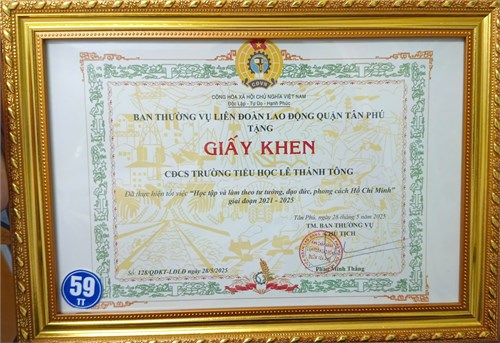 CỘNG HÒA XÃ HỘI CHỦ NGHĨA VIỆT NAM
Độc Lập - Tự Do - Hạnh Phúc
BAN THƯỜNG VỤ LIÊN ĐOÀN LAO ĐỘNG QUẬN TÂN PHÚ
TẶNG
GIẤY KHEN
CĐCS TRƯỜNG TIỂU HỌC LÊ THÁNH TÔNG
Đã thực hiện tốt việc "Học tập và làm theo tư tưởng, đạo đức, phong cách Hồ Chí Minh"
giai đoạn 2021 - 2025
Tân Phú, ngày 28 tháng 5 năm 2025
TM. BAN THƯỜNG VỤ
CHỦ TỊCH
Số: 128/QĐKT-LĐLĐ ngày 28/5/2025
Phan Minh Thắng
59
TT